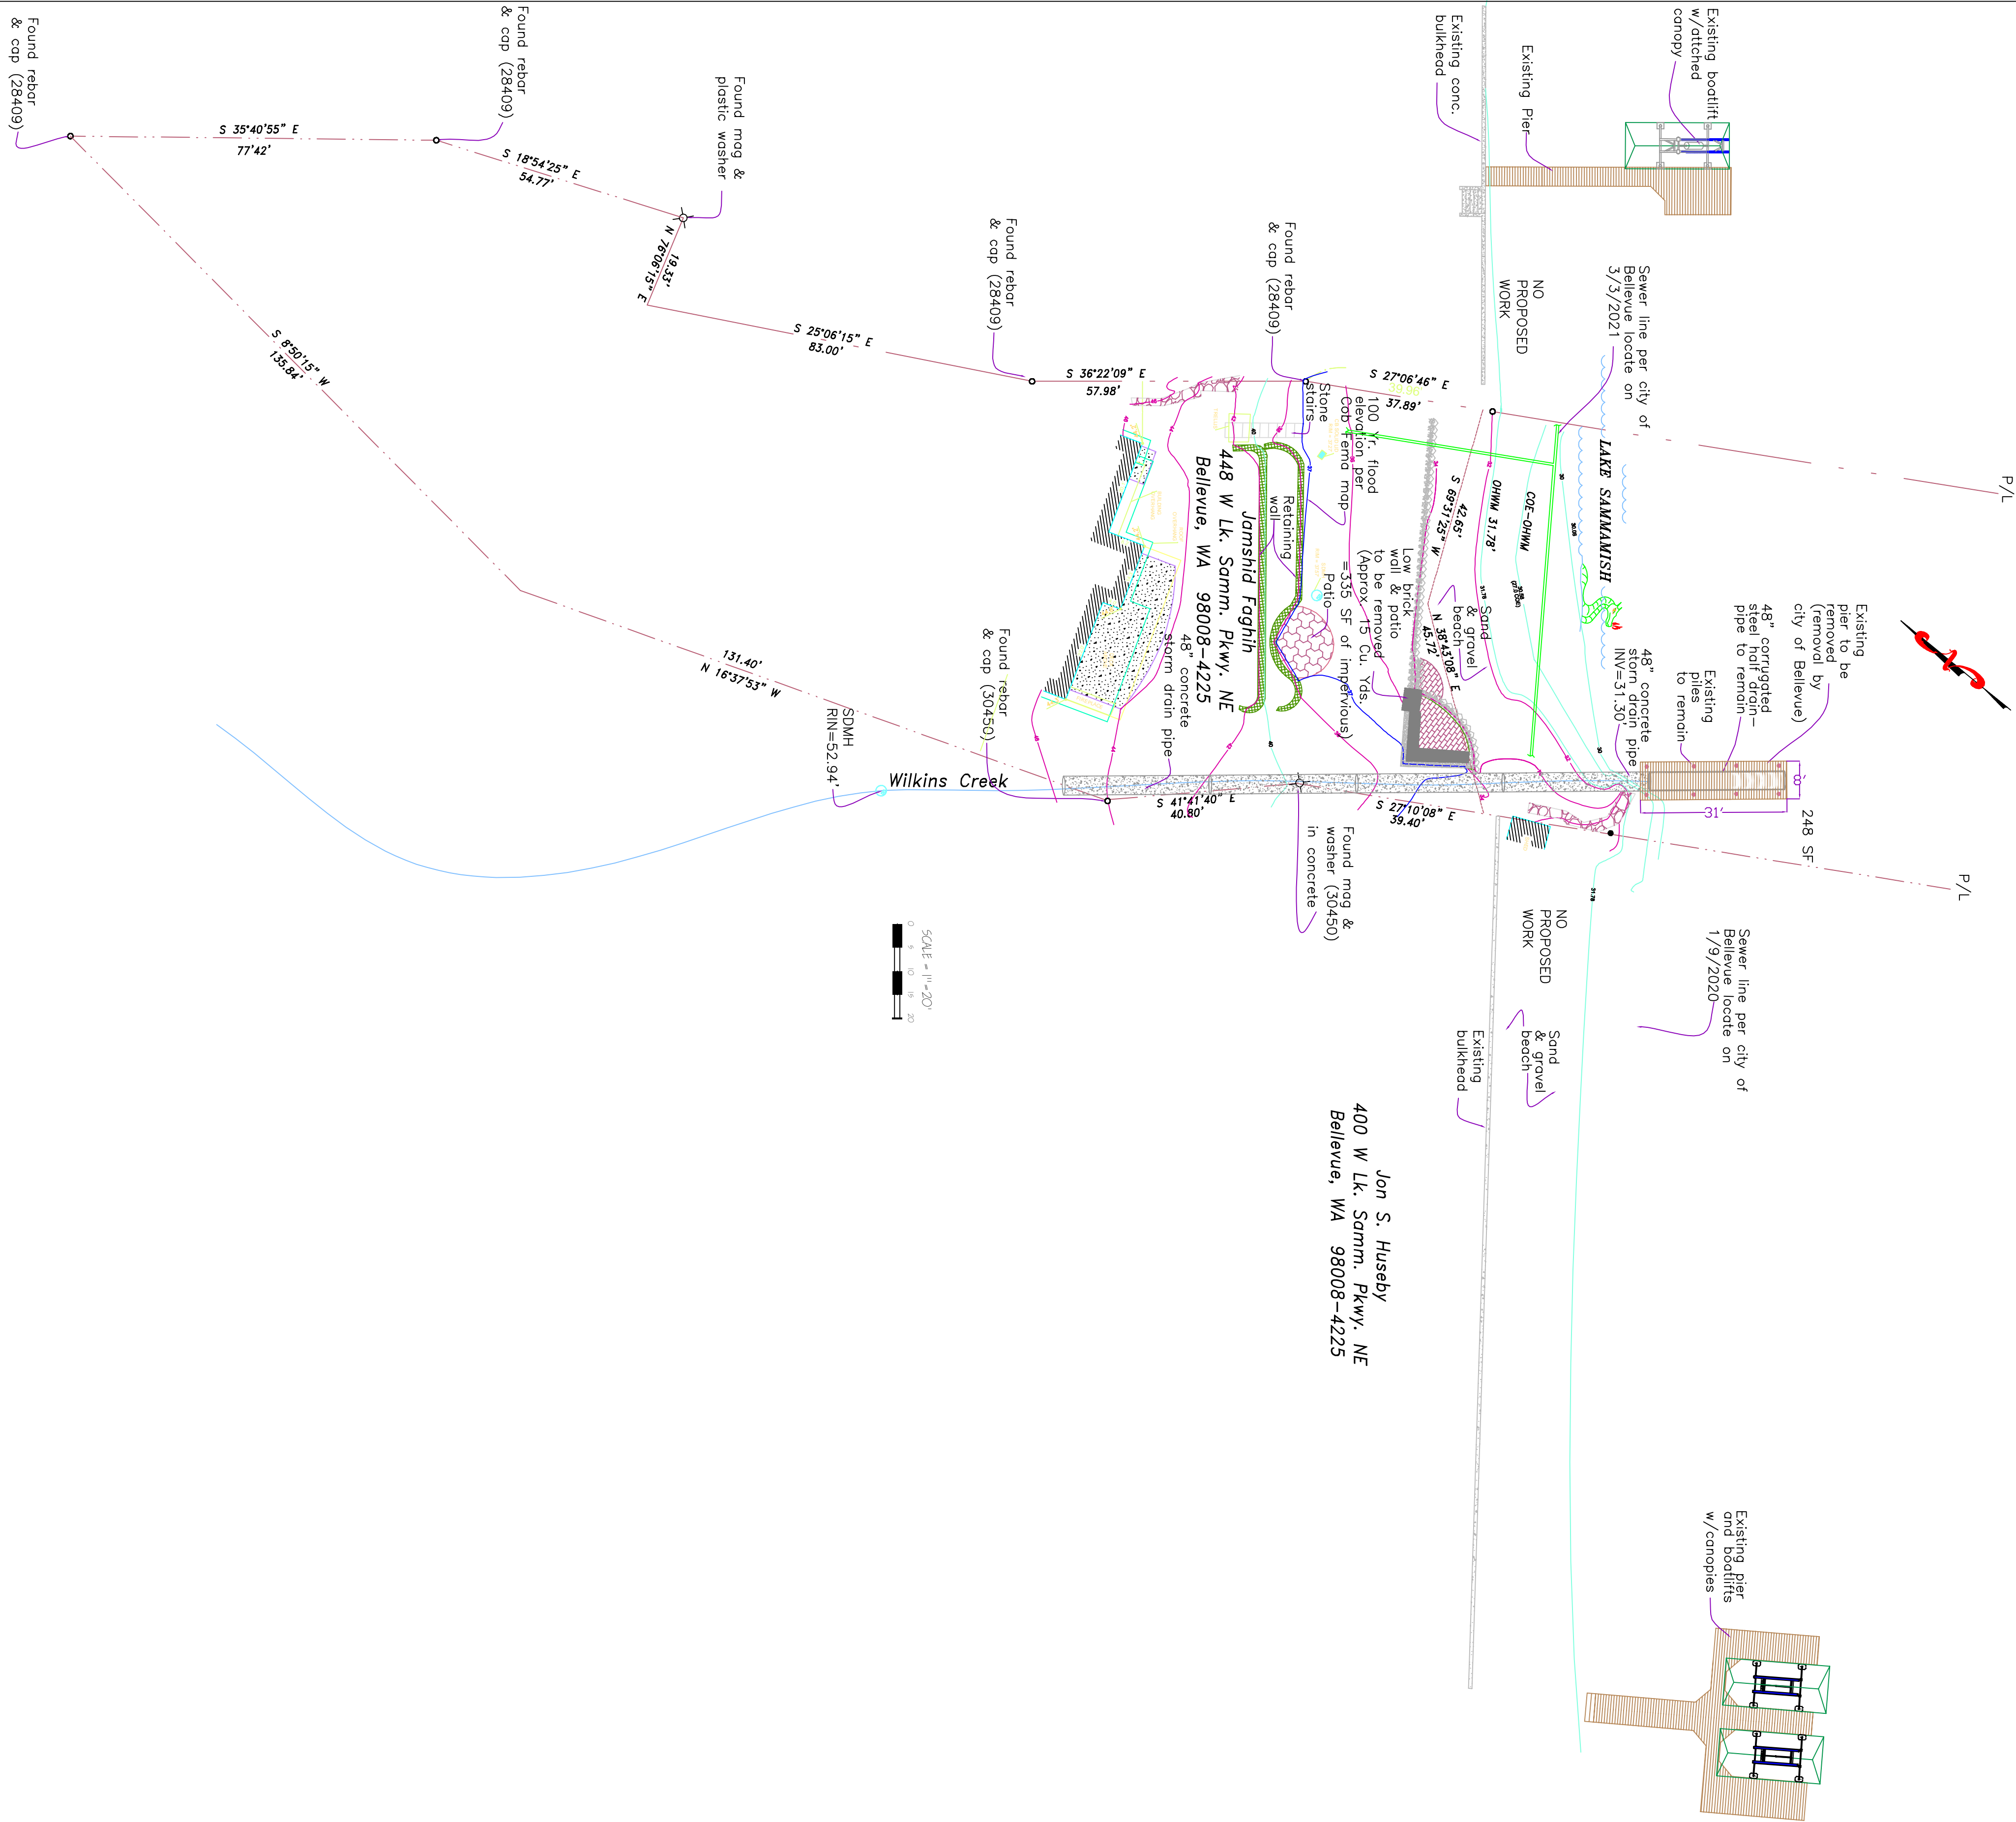 Existing boatlift
w/attched
canopy
Existing Pier
Existing conc.
bulkhead
Found mag &
plastic washer
Found rebar
& cap (28409)
Found rebar
& cap (28409)
S 35°40'55" E
77'42'
S 18°54'25" E
54.77'
N 76°06'15" E
19.33'
S 25°06'15" E
83.00'
Found rebar
& cap (28409)
Found rebar
& cap (28409)
S 36°22'09" E
57.98'
S 27°06'46" E
37.89'
NO
PROPOSED
WORK
Sewer line per city of
Bellevue locate on
3/3/2021
LAKE SAMMAMISH
P/L
COE-OHWM
OHWM 31.78'
S 69°31'25" W
42.65'
N 38°43'08" E
45.72'
Sand
& gravel
beach
100 Yr. flood
elevation per
Cob Fema map
Stone
stairs
Retaining
wall
Low brick
wall & patio
to be removed
(Approx 15 Cu. Yds.
=335 SF of impervious)
Patio
Jamshid Faghih
448 W Lk. Samm. Pkwy. NE
Bellevue, WA 98008-4225
Existing
pier to be
removed
(removal by
city of Bellevue)
48" corrugated
steel half drain-
pipe to remain
Existing
piles
to remain
48" concrete
storn drain pipe
INV=31.30'
8'
31'
248 SF
P/L
48" concrete
storm drain pipe
Found rebar
& cap (30450)
S 8°50'15" W
135.84'
131.40'
N 16°37'53" W
SDMH
RIN=52.94'
Wilkins Creek
S 41°41'40" E
40.80'
S 27°10'08" E
39.40'
Found mag &
washer (30450)
in concrete
31.78
31.78
SCALE = 1"=20'
0 5 10 15 20
NO
PROPOSED
WORK
Sewer line per city of
Bellevue locate on
1/9/2020
Sand
& gravel
beach
Existing
bulkhead
Jon S. Huseby
400 W Lk. Samm. Pkwy. NE
Bellevue, WA 98008-4225
Existing pier
and boatlifts
w/canopies